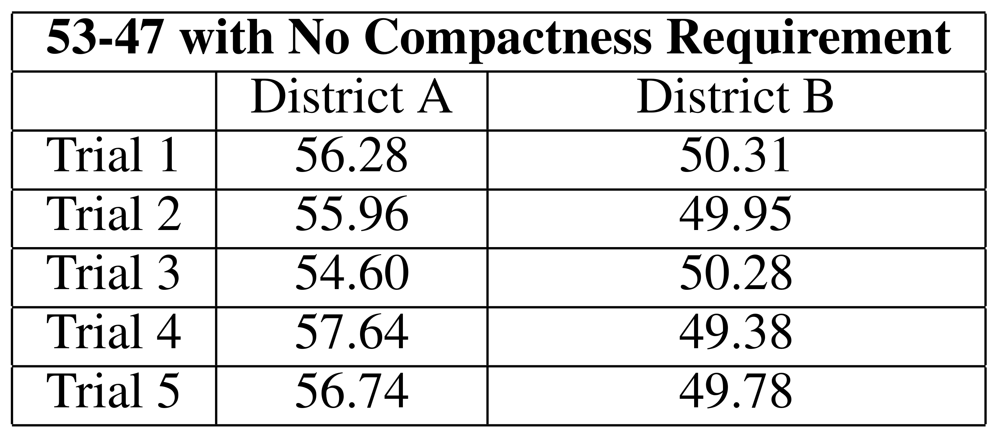 53-47 with No Compactness Requirement
District A District B
Trial 1 56.28 50.31
Trial 2 55.96 49.95
Trial 3 54.60 50.28
Trial 4 57.64 49.38
Trial 5 56.74 49.78